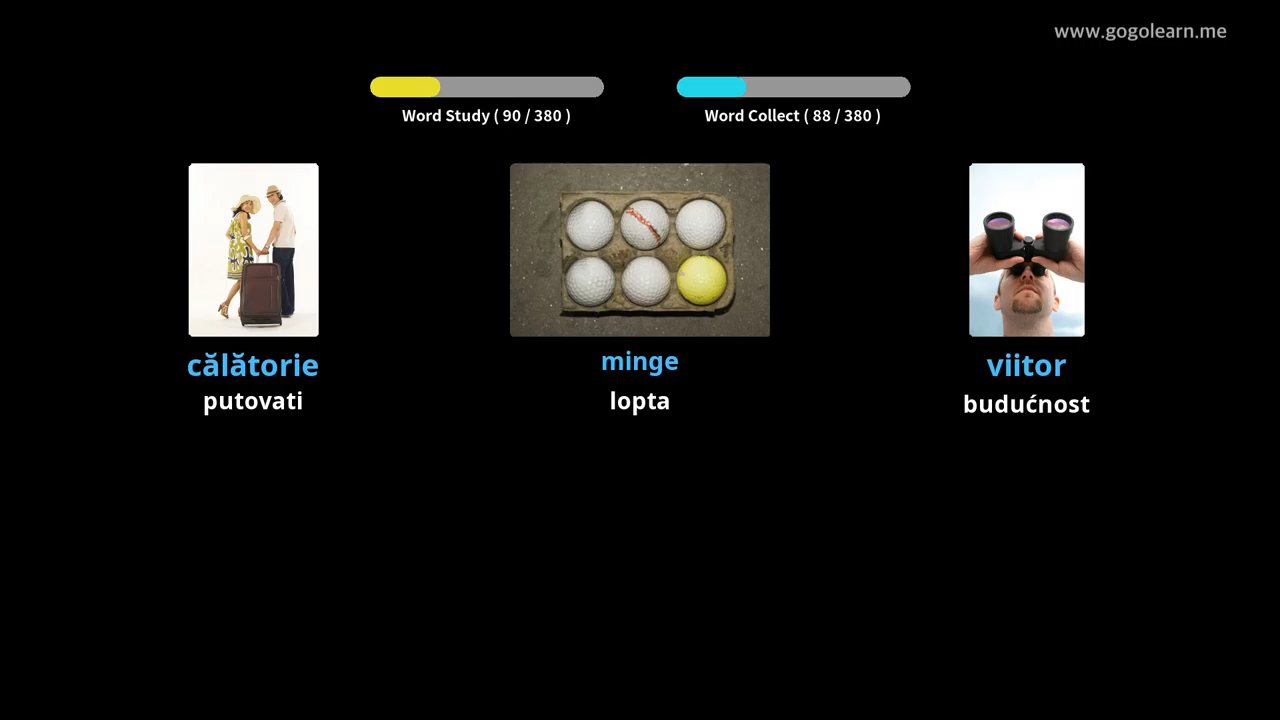 www.gogolearn.me
Word Study ( 90 / 380 )
Word Collect ( 88 / 380 )
călătorie
putovati
minge
lopta
viitor
budućnost